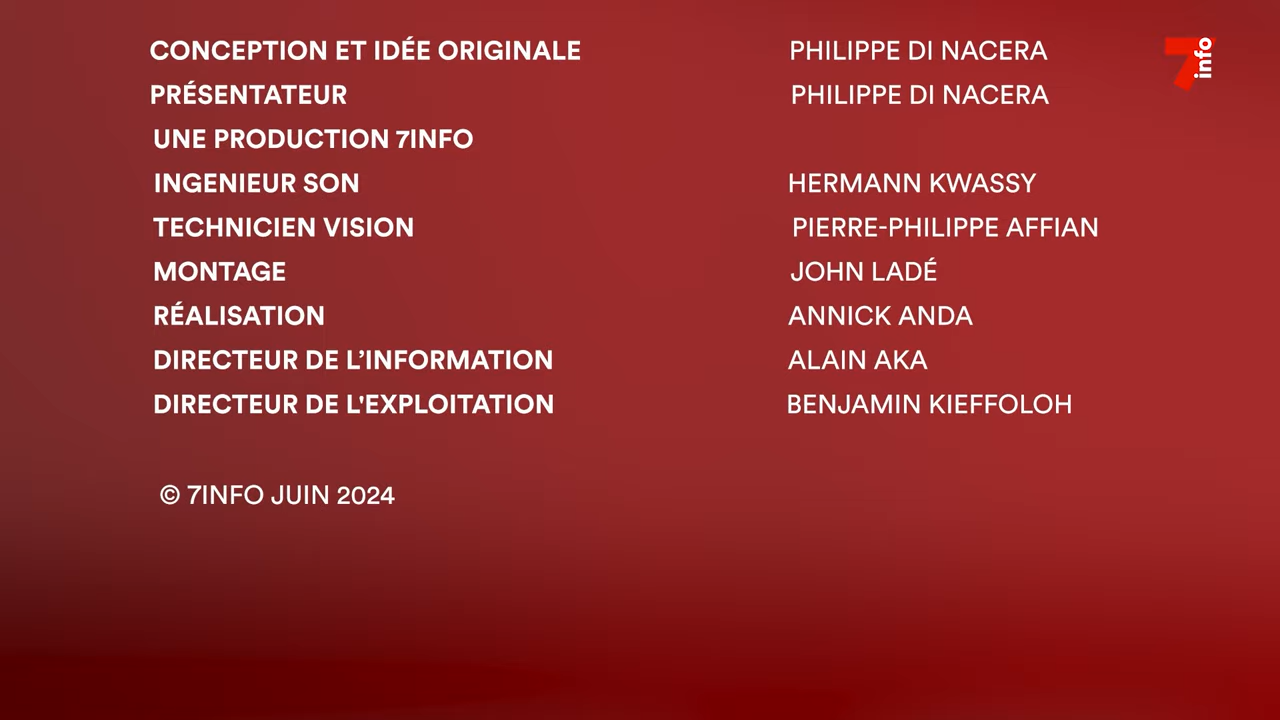 CONCEPTION ET IDÉE ORIGINALE PHILIPPE DI NACERA
PRÉSENTATEUR PHILIPPE DI NACERA
UNE PRODUCTION 7INFO
INGENIEUR SON HERMANN KWASSY
TECHNICIEN VISION PIERRE-PHILIPPE AFFIAN
MONTAGE JOHN LADÉ
RÉALISATION ANNICK ANDA
DIRECTEUR DE L’INFORMATION ALAIN AKA
DIRECTEUR DE L'EXPLOITATION BENJAMIN KIEFFOLOH
© 7INFO JUIN 2024
7info